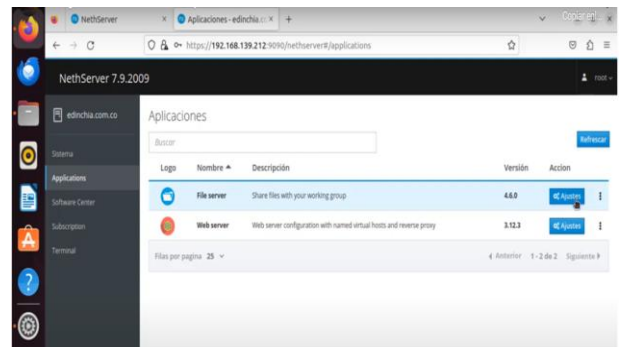 NethServer
Aplicaciones - edinchia.co
https://192.168.139.212:9090/nethserver#/applications
NethServer 7.9.2009
root
edinchia.com.co
Sistema
Applications
Software Center
Subscription
Terminal
Aplicaciones
Buscar
Refrescar
Logo Nombre Descripción Versión Accion
File server Share files with your working group 4.6.0 Ajustes
Web server Web server configuration with named virtual hosts and reverse proxy 3.12.3 Ajustes
Filas por pagina 25 Anterior 1-2 de 2 Siguiente